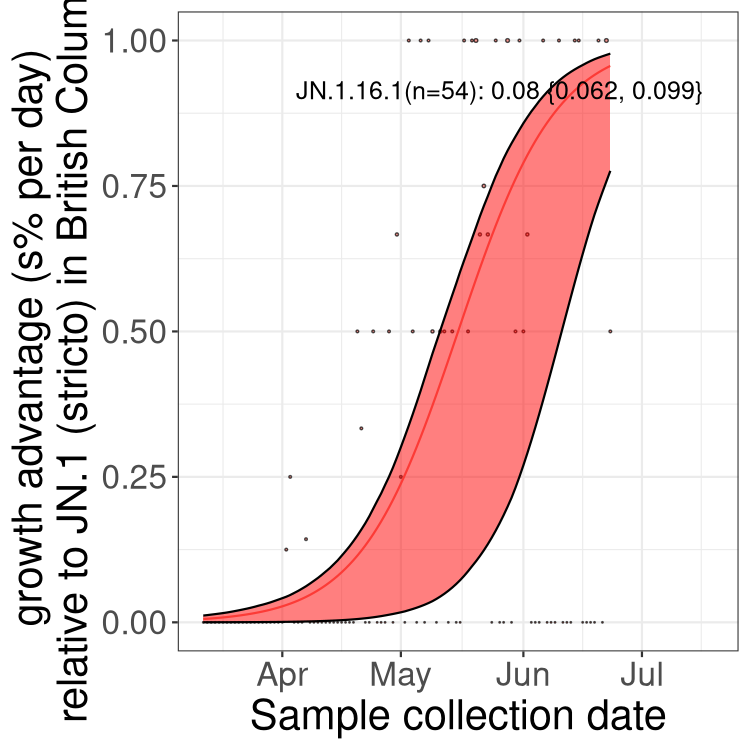 growth advantage (s% per day)
relative to JN.1 (stricto) in British Colum
1.00
0.75
0.50
0.25
0.00
JN.1.16.1(n=54): 0.08 {0.062, 0.099}
Apr May Jun Jul
Sample collection date